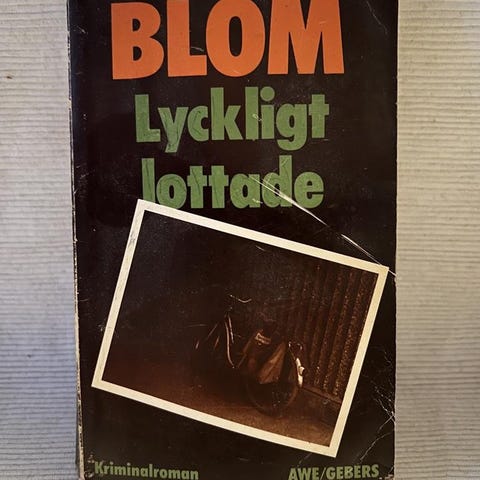 BLOM
Lyckligt
lottade
Kriminalroman AWE/GEBERS